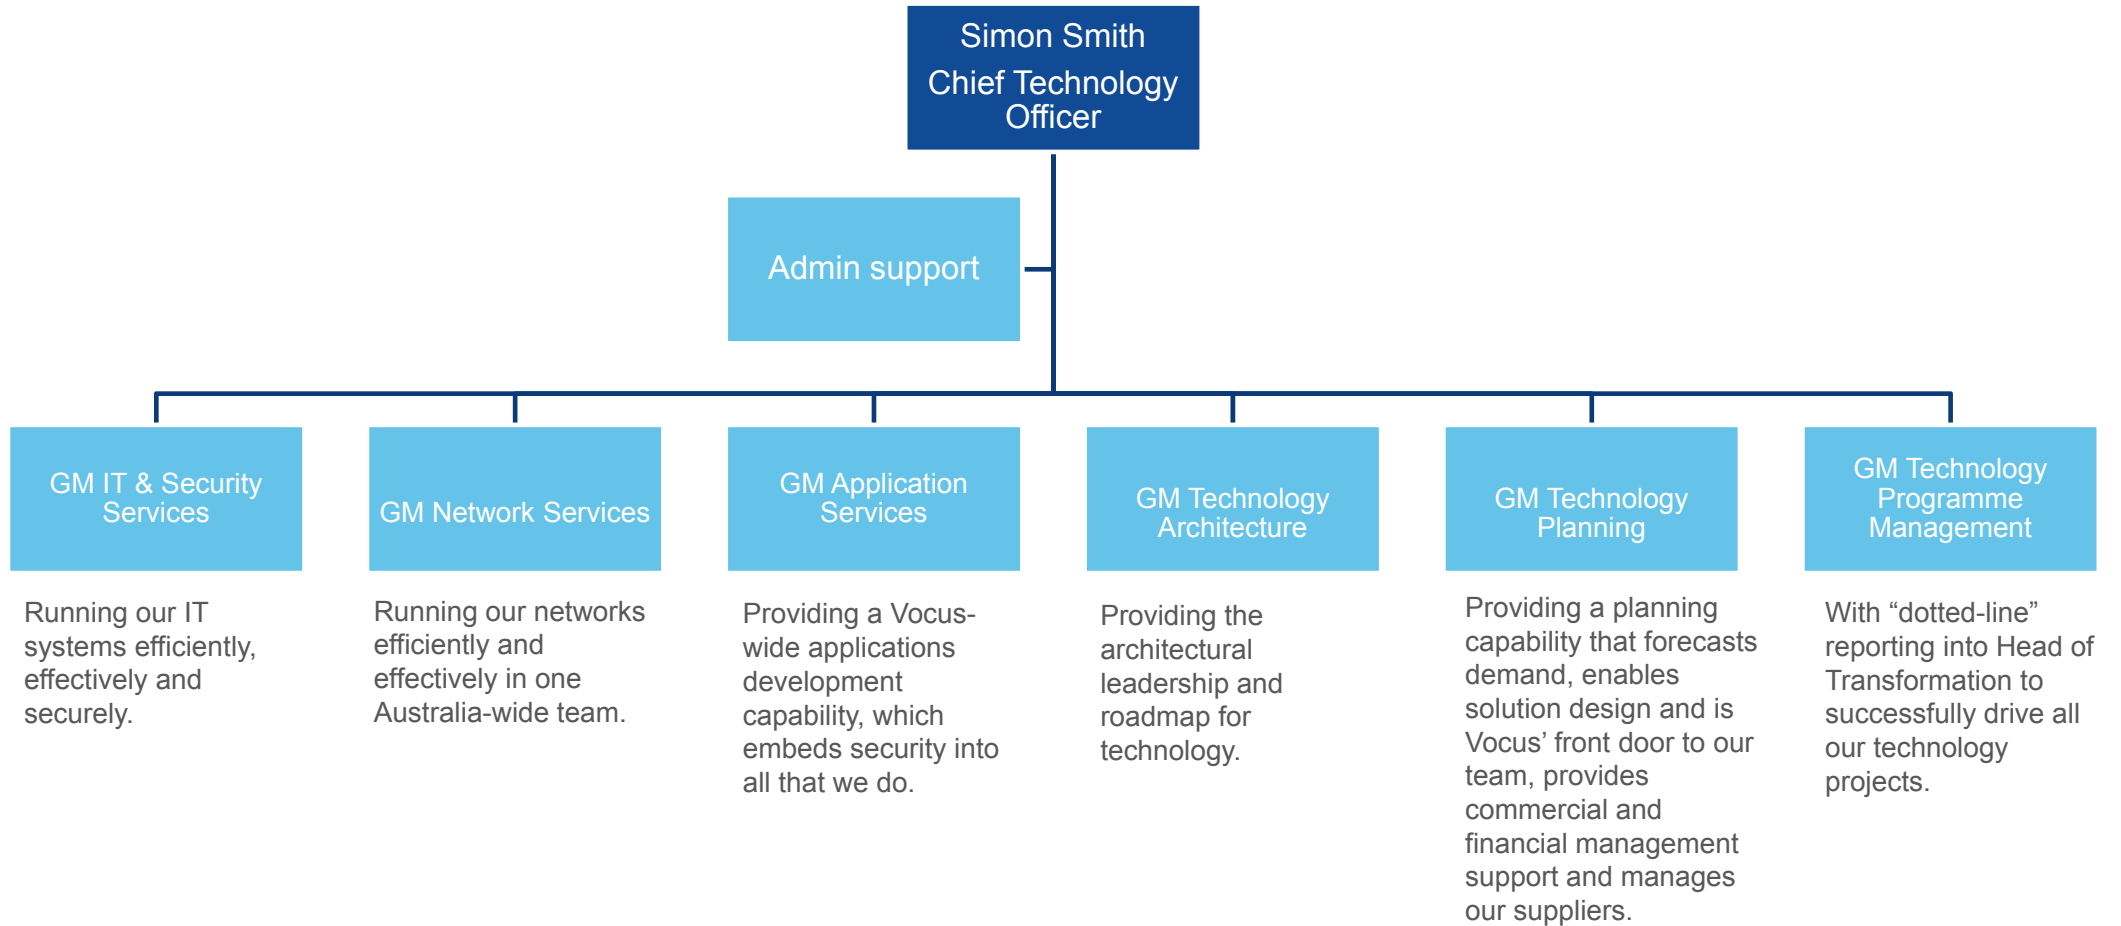 Simon Smith
Chief Technology
Officer
Admin support
GM IT & Security
Services
GM Network Services
GM Application
Services
GM Technology
Architecture
GM Technology
Planning
GM Technology
Programme
Management
Running our IT
systems efficiently,
effectively and
securely.
Running our networks
efficiently and
effectively in one
Australia-wide team.
Providing a Vocus-
wide applications
development
capability, which
embeds security into
all that we do.
Providing the
architectural
leadership and
roadmap for
technology.
Providing a planning
capability that forecasts
demand, enables
solution design and is
Vocus’ front door to our
team, provides
commercial and
financial management
support and manages
our suppliers.
With “dotted-line”
reporting into Head of
Transformation to
successfully drive all
our technology
projects.